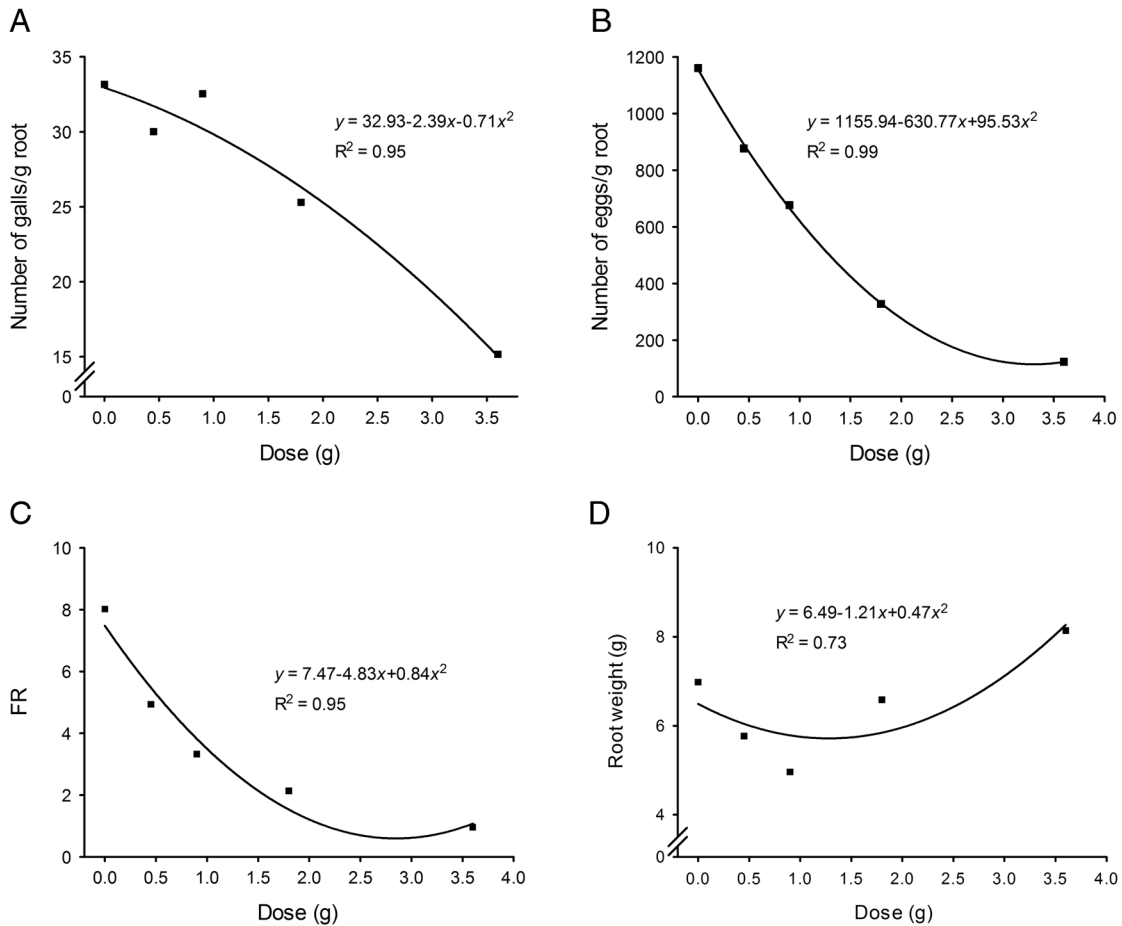 A
35
30
25
20
15
0
Number of galls/g root
y = 32.93-2.39x-0.71x²
R² = 0.95
0.0 0.5 1.0 1.5 2.0 2.5 3.0 3.5
Dose (g)
B
1200
1000
800
600
400
200
0
Number of eggs/g root
y = 1155.94-630.77x+95.53x²
R² = 0.99
0.0 0.5 1.0 1.5 2.0 2.5 3.0 3.5 4.0
Dose (g)
C
10
8
6
4
2
0
FR
y = 7.47-4.83x+0.84x²
R² = 0.95
0.0 0.5 1.0 1.5 2.0 2.5 3.0 3.5 4.0
Dose (g)
D
10
8
6
4
0
Root weight (g)
y = 6.49-1.21x+0.47x²
R² = 0.73
0.0 0.5 1.0 1.5 2.0 2.5 3.0 3.5 4.0
Dose (g)